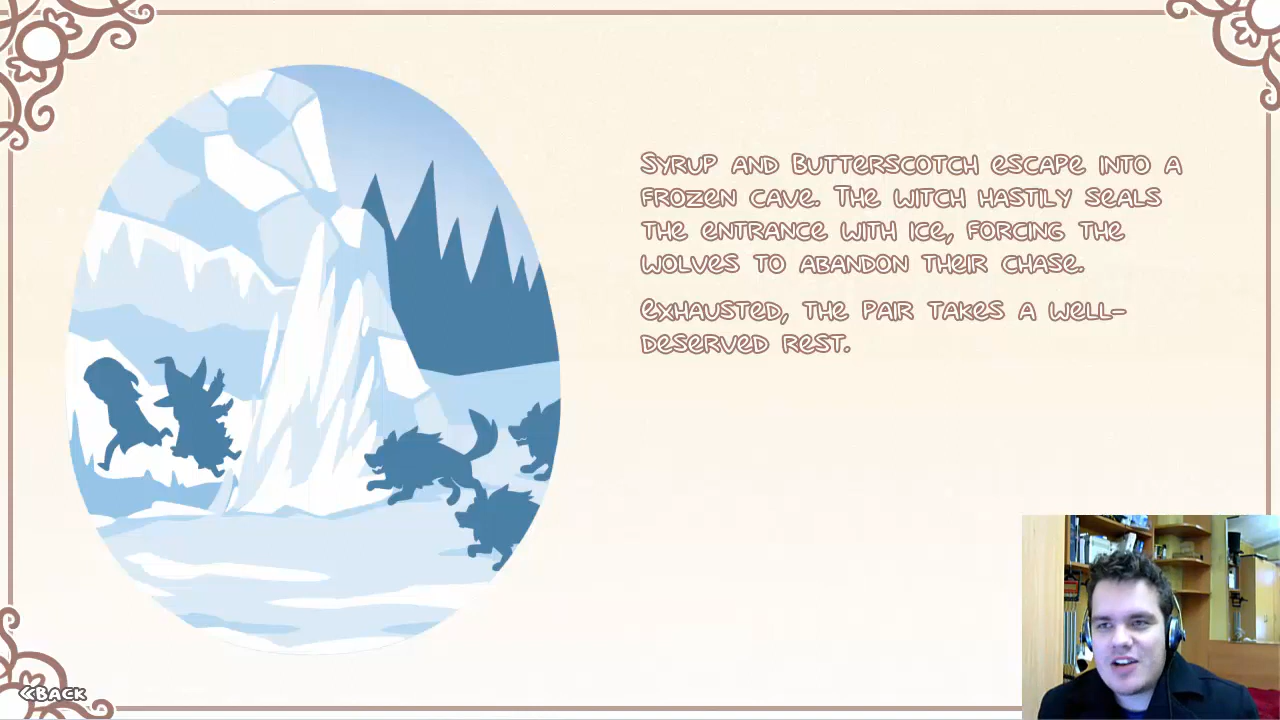 Syrup and Butterscotch escape into a
frozen cave. The witch hastily seals
the entrance with ice, forcing the
wolves to abandon their chase.
Exhausted, the pair takes a well-
deserved rest.
«Back